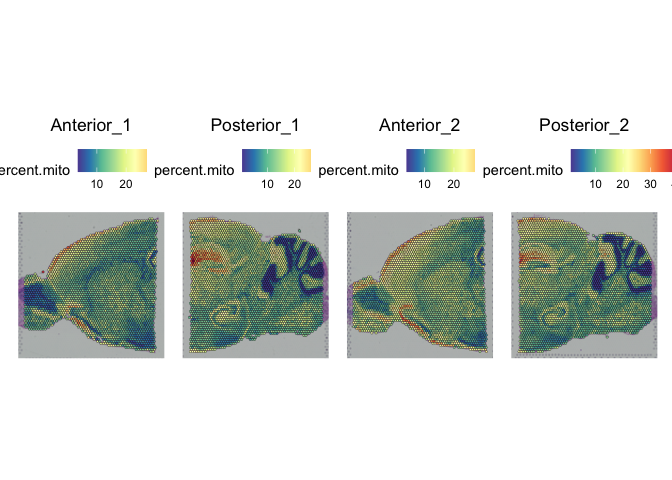 Anterior_1
percent.mito
10 20
Posterior_1
percent.mito
10 20
Anterior_2
percent.mito
10 20
Posterior_2
percent.mito
10 20 30